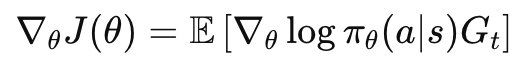 ∇θJ(θ) = 𝔼 [∇θ log πθ(a|s)Gt]